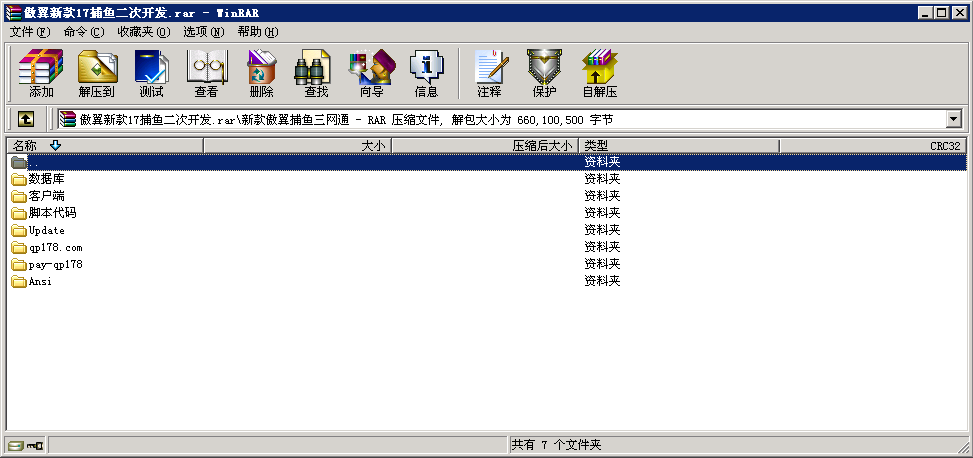 傲翼新款17捕鱼二次开发.rar - WinRAR
文件(F) 命令(C) 收藏夹(O) 选项(N) 帮助(H)
添加 解压到 测试 查看 删除 查找 向导 信息 注释 保护 自解压
傲翼新款17捕鱼二次开发.rar\新款傲翼捕鱼三网通 - RAR 压缩文件, 解包大小为 660,100,500 字节
名称 大小 压缩后大小 类型 CRC32
.. 资料夹
数据库 资料夹
客户端 资料夹
脚本代码 资料夹
Update 资料夹
qp178.com 资料夹
pay-qp178 资料夹
Ansi 资料夹
共有 7 个文件夹